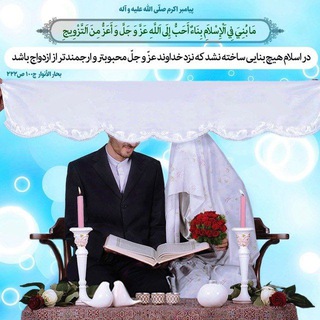 پیامبر اکرم صلّی الله علیه و آله
مَا بُنِيَ فِي الْإِسْلَامِ بِنَاءٌ أَحَبُّ إِلَى اللَّهِ عَزَّ وَ جَلَّ وَ أَعَزُّ مِنَ التَّزْوِيجِ
در اسلام هیچ بنایی ساخته نشد که نزد خداوند عزّ و جلّ محبوبتر و ارجمندتر از ازدواج باشد
بحار الأنوار ج۱۰۰ ص۲۲۲